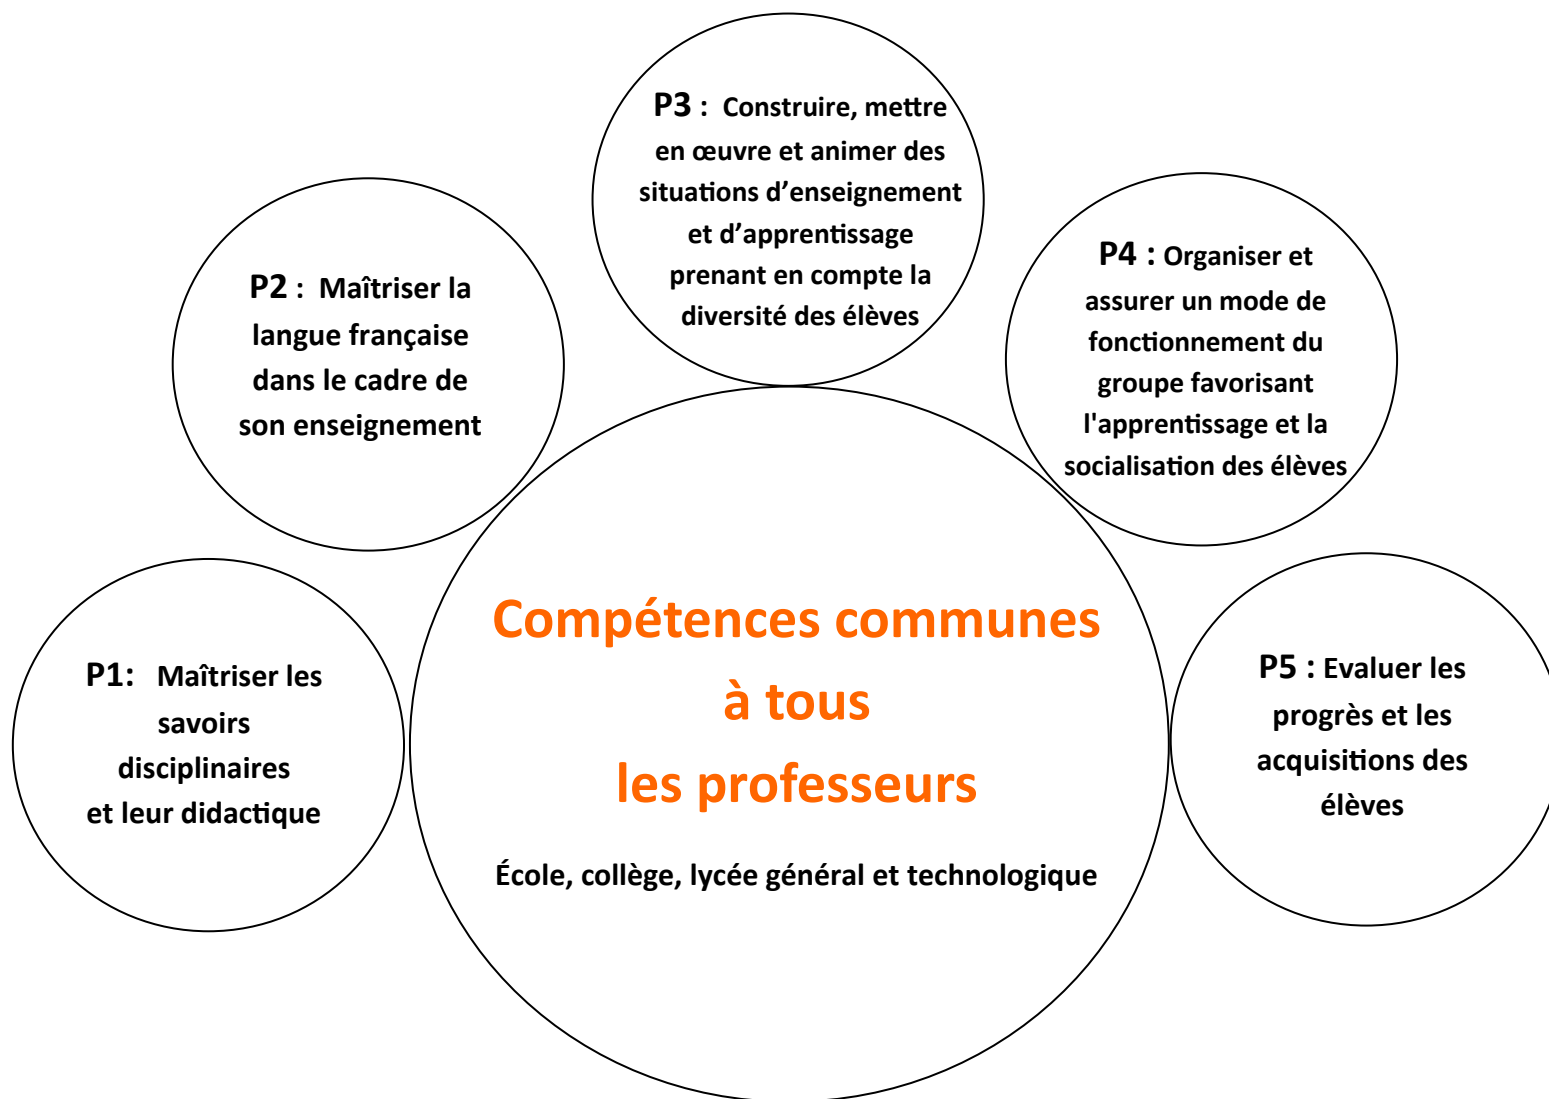 P1: Maîtriser les
savoirs
disciplinaires
et leur didactique
P2 : Maîtriser la
langue française
dans le cadre de
son enseignement
P3 : Construire, mettre
en œuvre et animer des
situations d’enseignement
et d’apprentissage
prenant en compte la
diversité des élèves
P4 : Organiser et
assurer un mode de
fonctionnement du
groupe favorisant
l'apprentissage et la
socialisation des élèves
P5 : Evaluer les
progrès et les
acquisitions des
élèves
Compétences communes
à tous
les professeurs
École, collège, lycée général et technologique